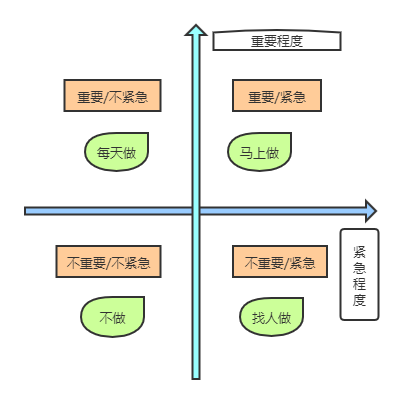 重要程度
重要/不紧急
重要/紧急
每天做
马上做
不重要/不紧急
不重要/紧急
紧
急
程
度
不做
找人做